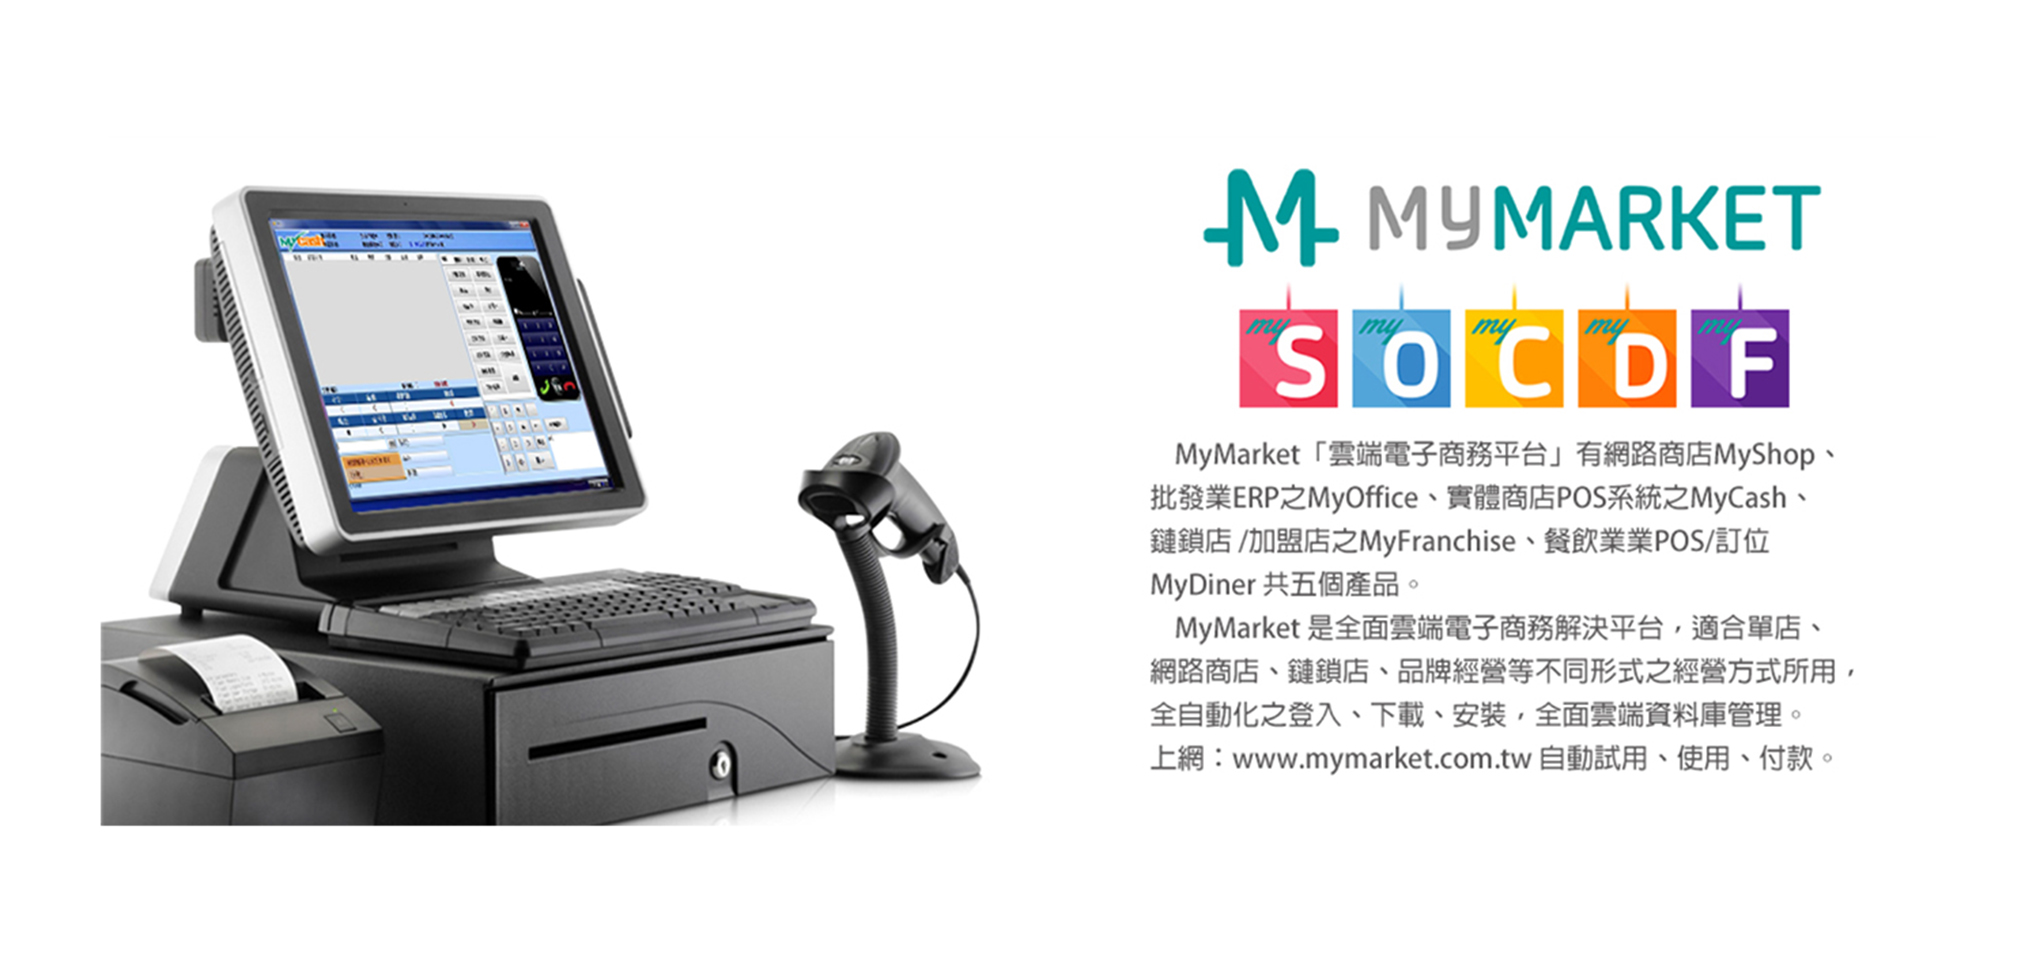 MyCash
M MYMARKET
my S my O my C my D my F
MyMarket「雲端電子商務平台」有網路商店MyShop、
批發業ERP之MyOffice、實體商店POS系統之MyCash、
鏈鎖店 /加盟店之MyFranchise、餐飲業業POS/訂位
MyDiner 共五個產品。
MyMarket 是全面雲端電子商務解決平台，適合單店、
網路商店、鏈鎖店、品牌經營等不同形式之經營方式所用，
全自動化之登入、下載、安裝，全面雲端資料庫管理。
上網：www.mymarket.com.tw 自動試用、使用、付款。